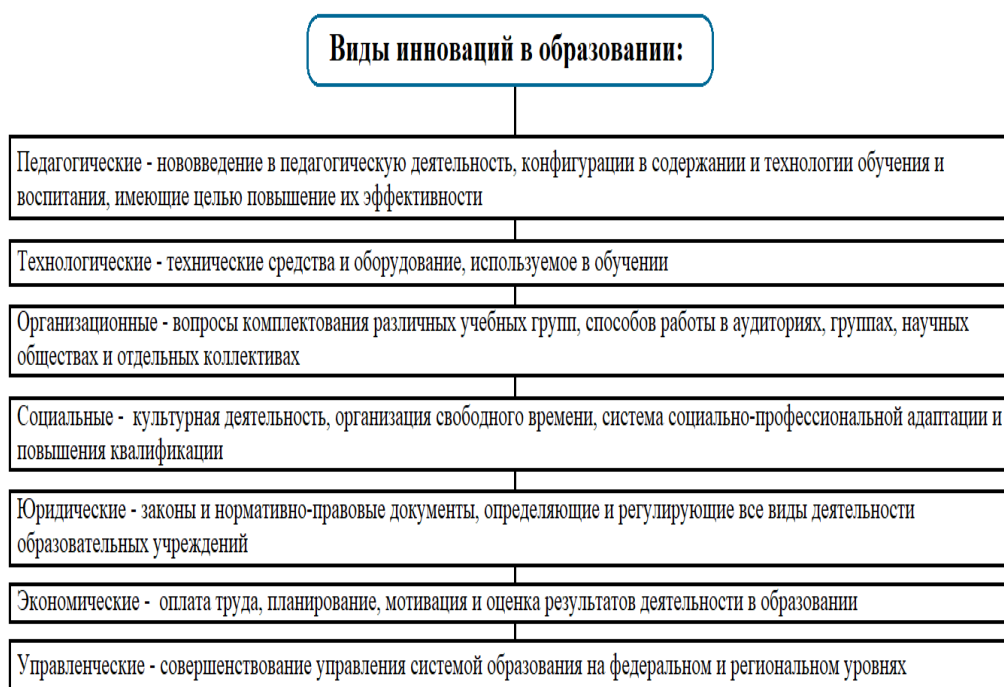 Виды инноваций в образовании:
Педагогические - нововведение в педагогическую деятельность, конфигурации в содержании и технологии обучения и
воспитания, имеющие целью повышение их эффективности
Технологические - технические средства и оборудование, используемое в обучении
Организационные - вопросы комплектования различных учебных групп, способов работы в аудиториях, группах, научных
обществах и отдельных коллективах
Социальные - культурная деятельность, организация свободного времени, система социально-профессиональной адаптации и
повышения квалификации
Юридические - законы и нормативно-правовые документы, определяющие и регулирующие все виды деятельности
образовательных учреждений
Экономические - оплата труда, планирование, мотивация и оценка результатов деятельности в образовании
Управленческие - совершенствование управления системой образования на федеральном и региональном уровнях